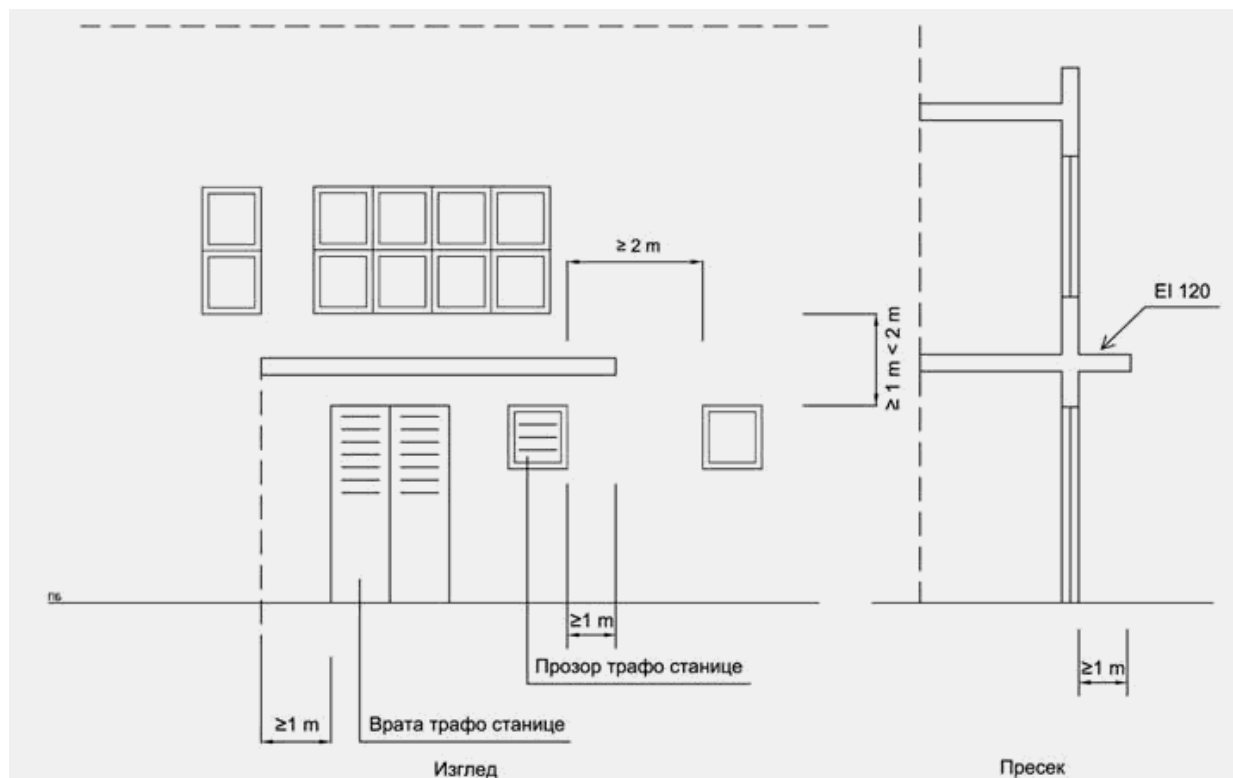 ≥ 2 m
EI 120
≥ 1 m < 2 m
≥1 m
Прозор трафо станице
≥1 m
≥1 m
Врата трафо станице
Изглед
Пресек